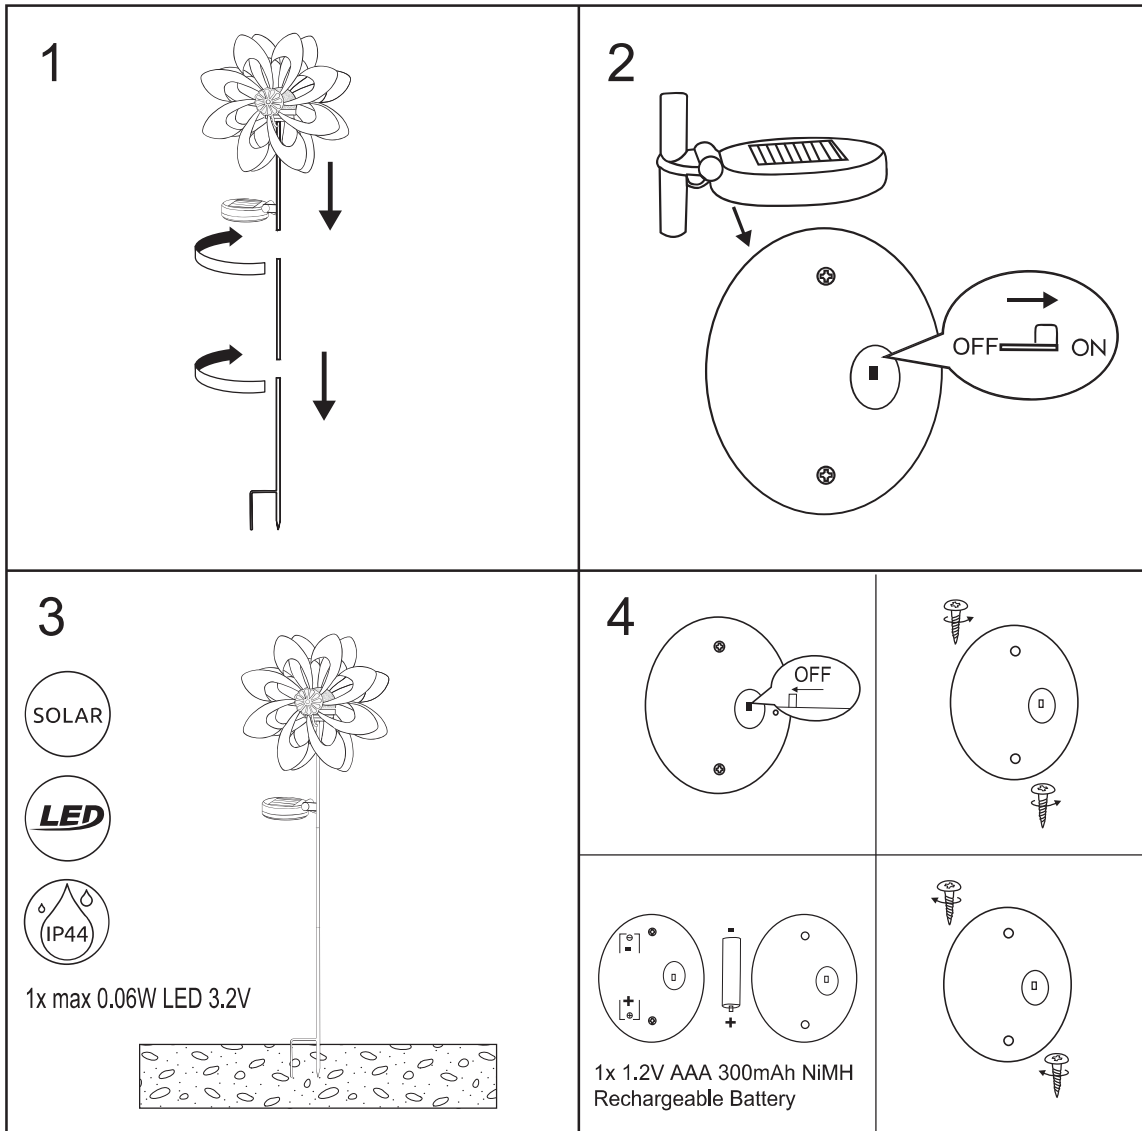 1
2
OFF ON
3
SOLAR
LED
IP44
1x max 0.06W LED 3.2V
4
OFF
- -
+ +
1x 1.2V AAA 300mAh NiMH
Rechargeable Battery